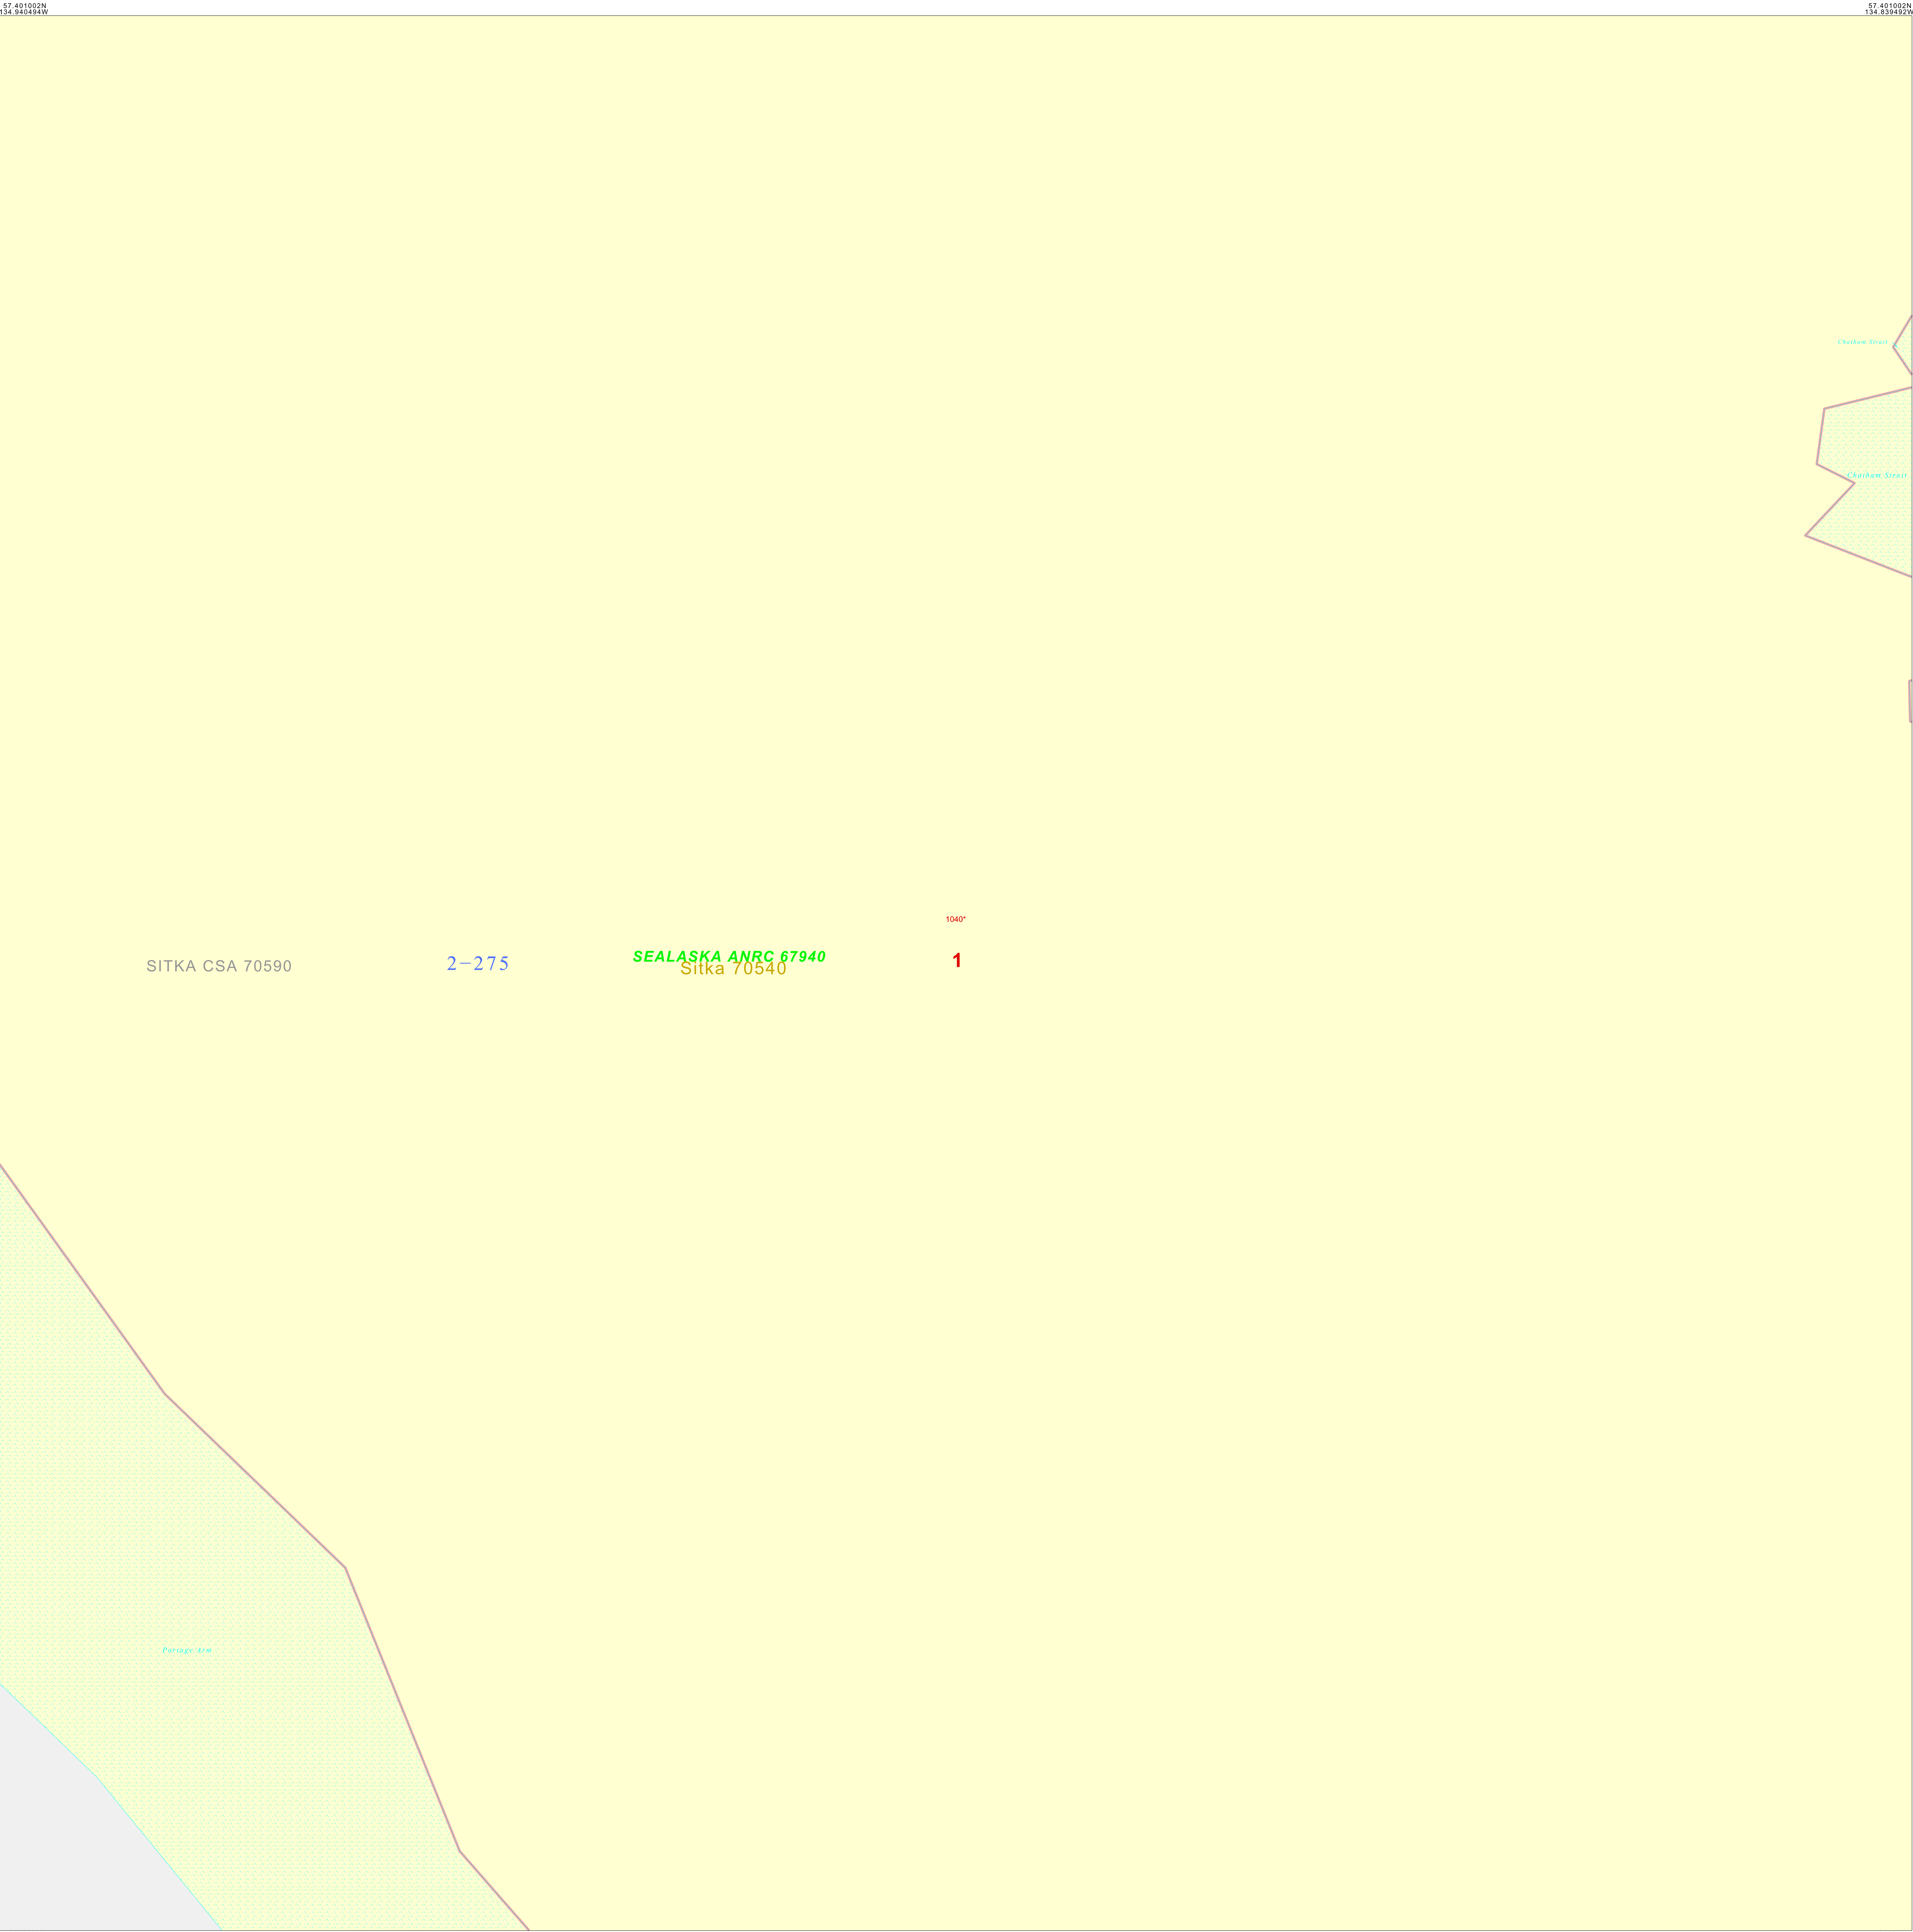 57.401002N
134.940494W
57.401002N
134.839492W
Chatham Strait
Chatham Strait
1040*
SEALASKA ANRC 67940
SITKA CSA 70590
2-275
Sitka 70540
1
Portage Arm